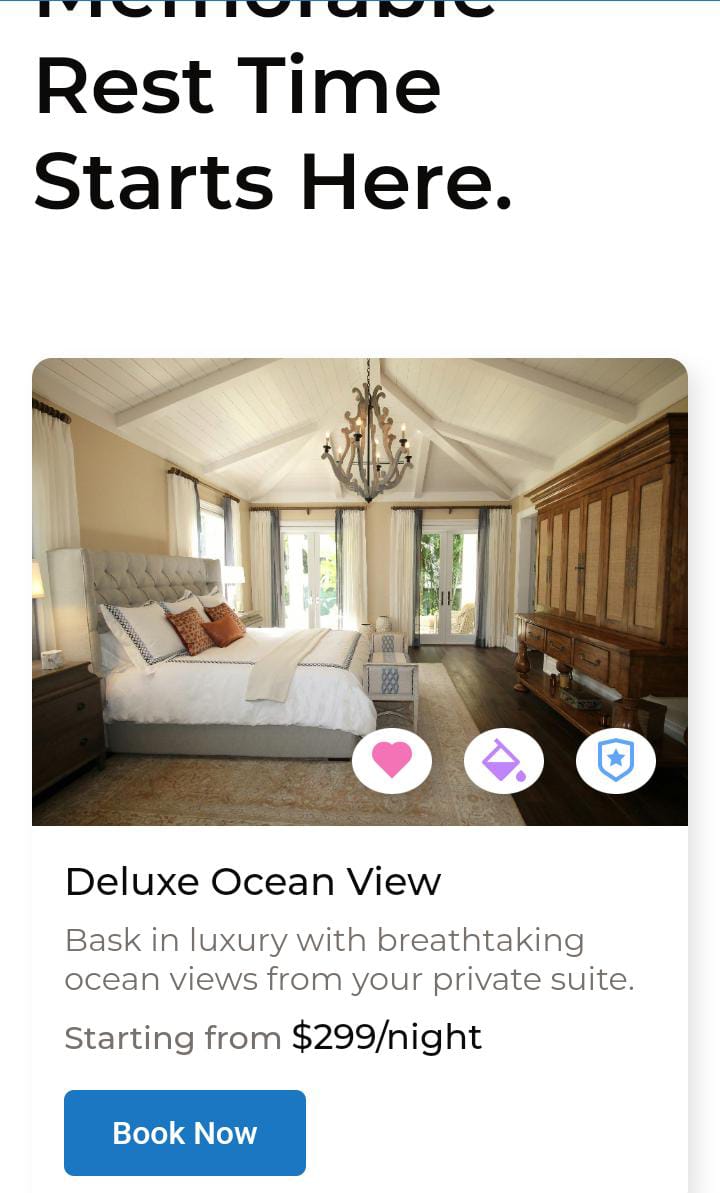 Memorable
Rest Time
Starts Here.
Deluxe Ocean View
Bask in luxury with breathtaking
ocean views from your private suite.
Starting from $299/night
Book Now